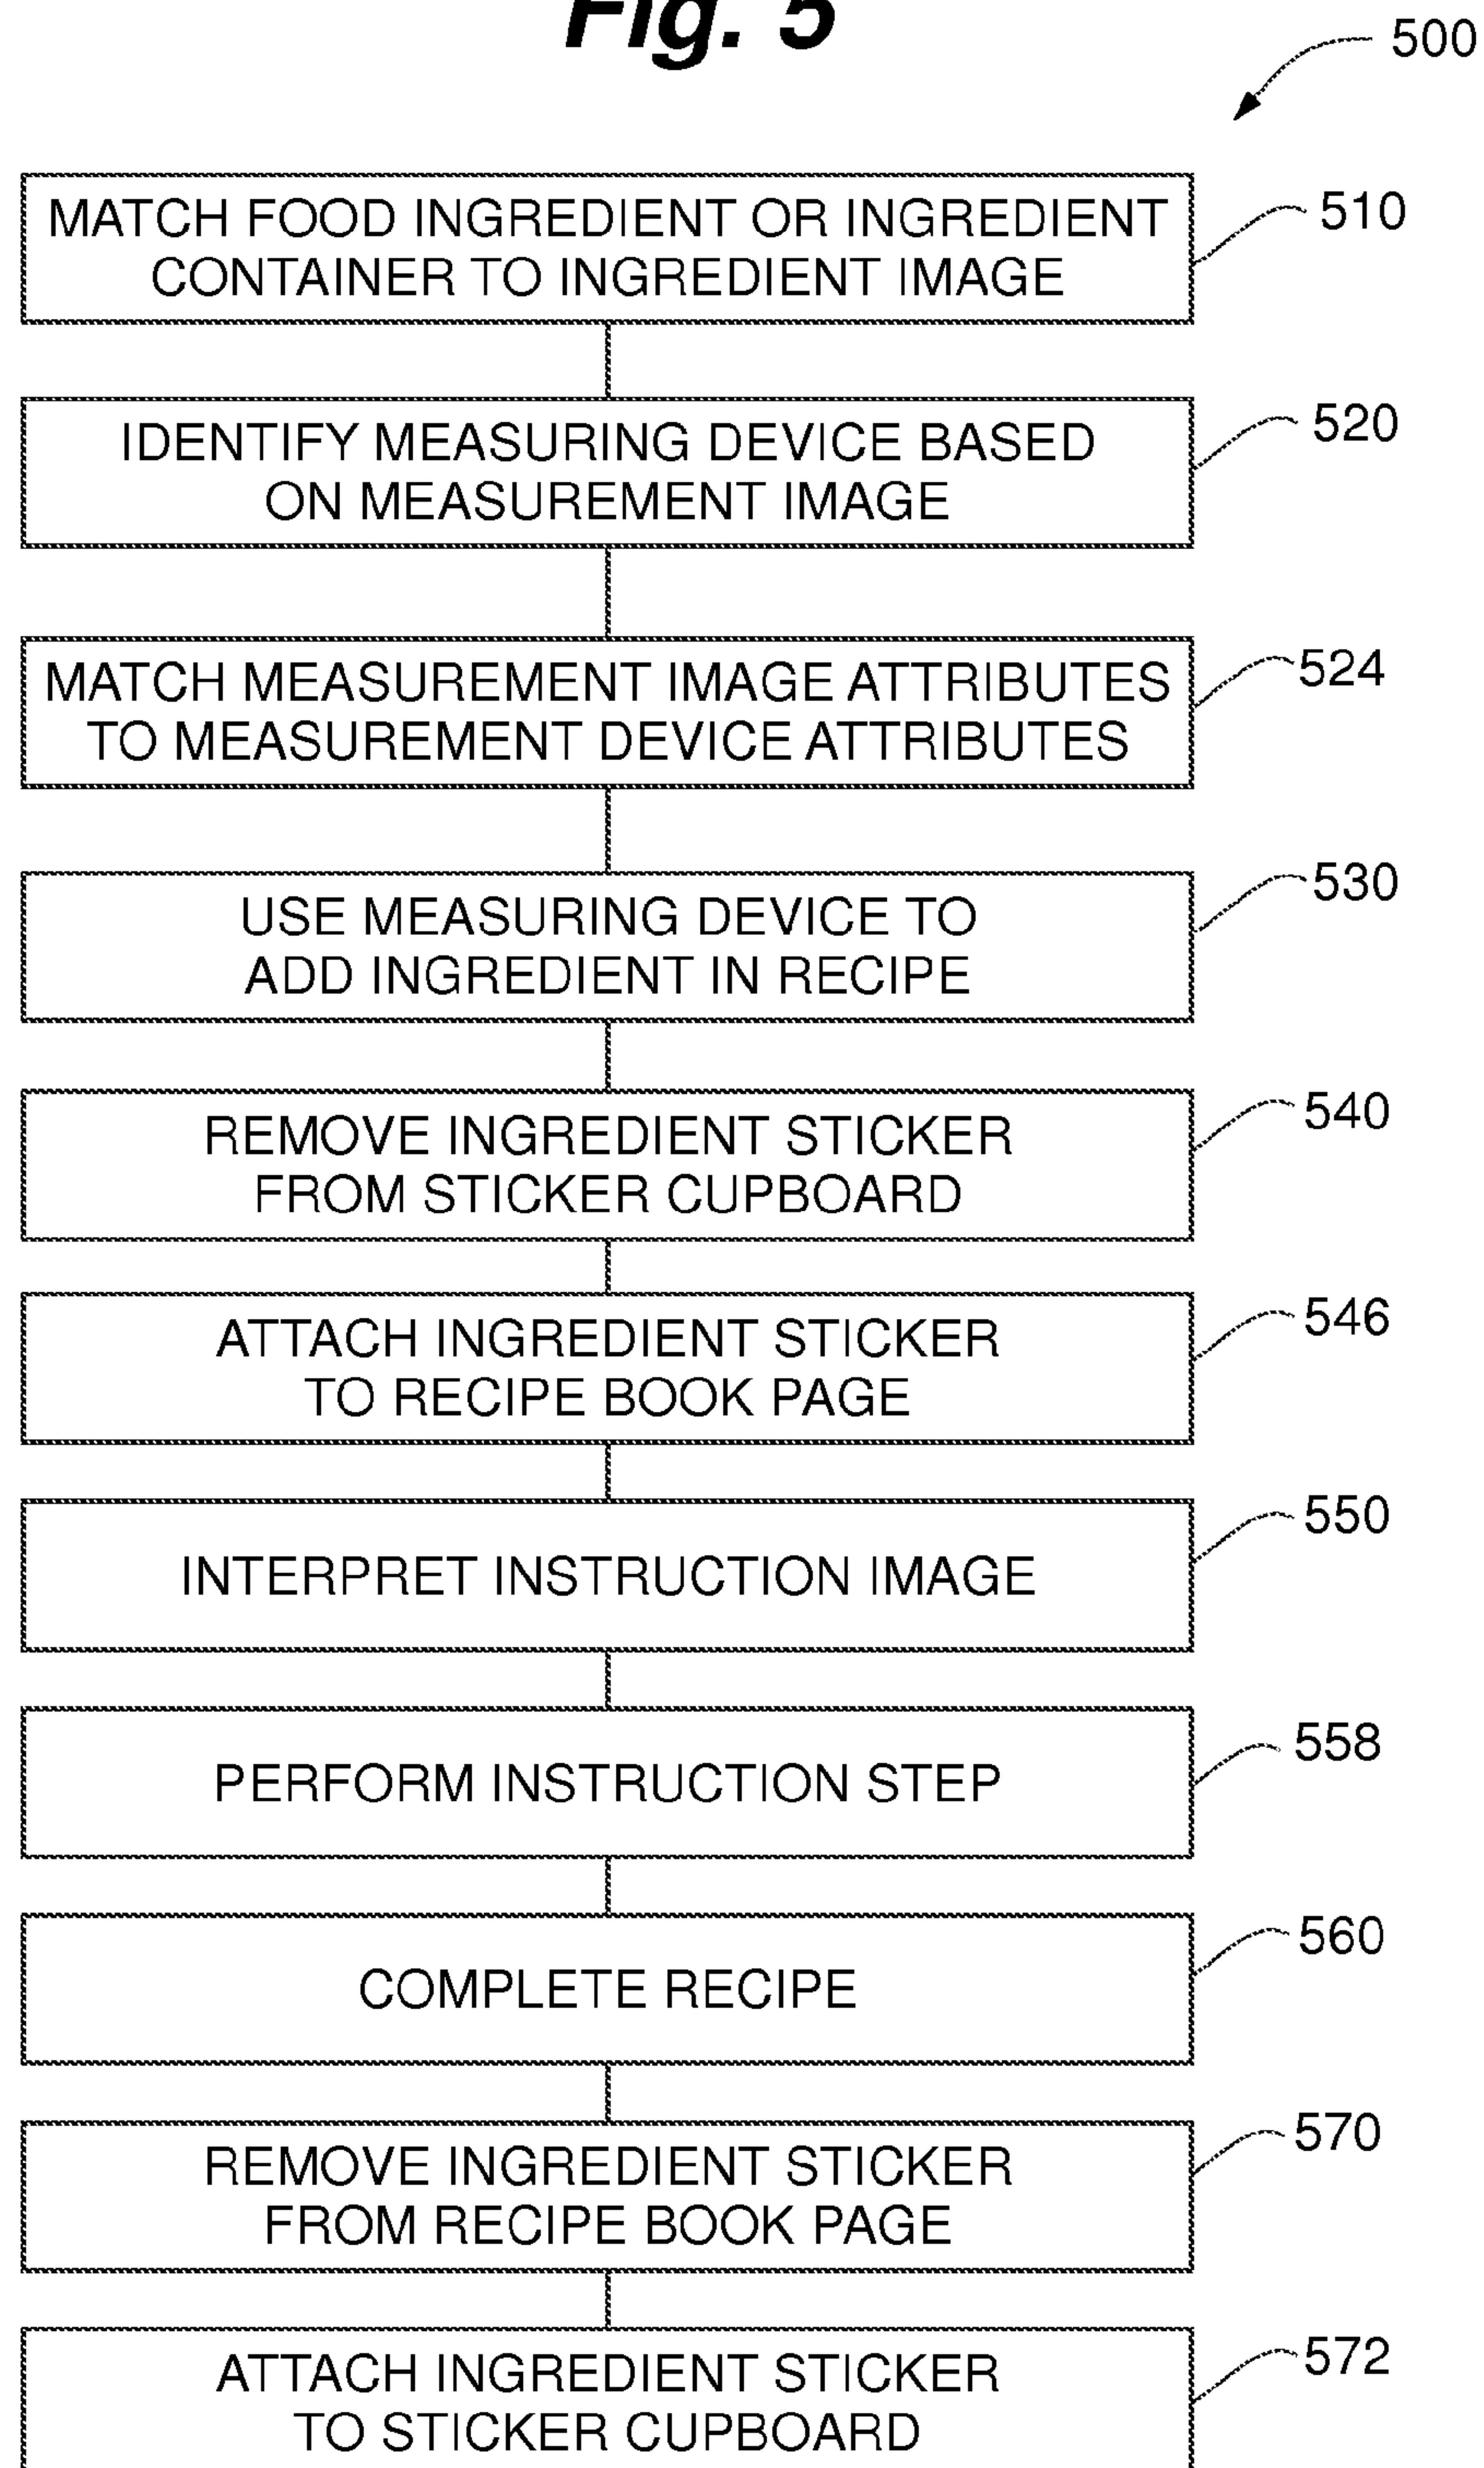 Fig. 5
500
MATCH FOOD INGREDIENT OR INGREDIENT
CONTAINER TO INGREDIENT IMAGE
510
IDENTIFY MEASURING DEVICE BASED
ON MEASUREMENT IMAGE
520
MATCH MEASUREMENT IMAGE ATTRIBUTES
TO MEASUREMENT DEVICE ATTRIBUTES
524
USE MEASURING DEVICE TO
ADD INGREDIENT IN RECIPE
530
REMOVE INGREDIENT STICKER
FROM STICKER CUPBOARD
540
ATTACH INGREDIENT STICKER
TO RECIPE BOOK PAGE
546
INTERPRET INSTRUCTION IMAGE
550
PERFORM INSTRUCTION STEP
558
COMPLETE RECIPE
560
REMOVE INGREDIENT STICKER
FROM RECIPE BOOK PAGE
570
ATTACH INGREDIENT STICKER
TO STICKER CUPBOARD
572